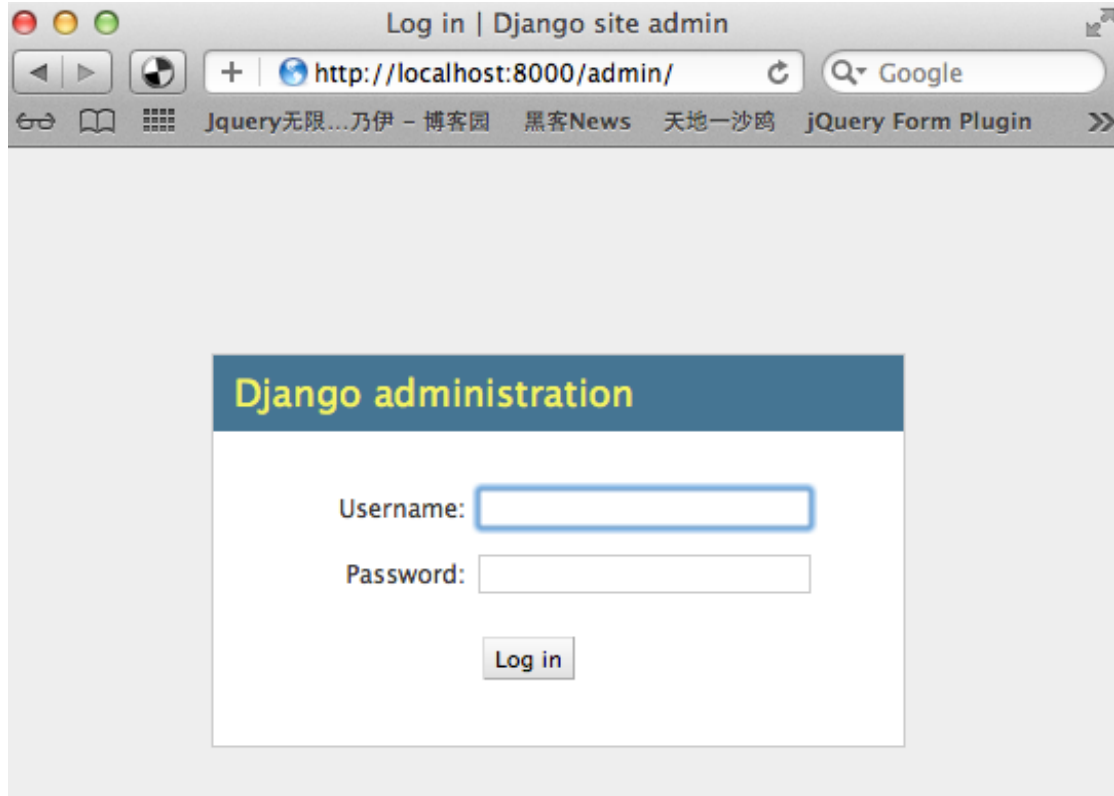 Log in | Django site admin
http://localhost:8000/admin/
Google
Jquery无限...乃伊 – 博客园 黑客News 天地一沙鸥 jQuery Form Plugin
Django administration
Username:
Password:
Log in